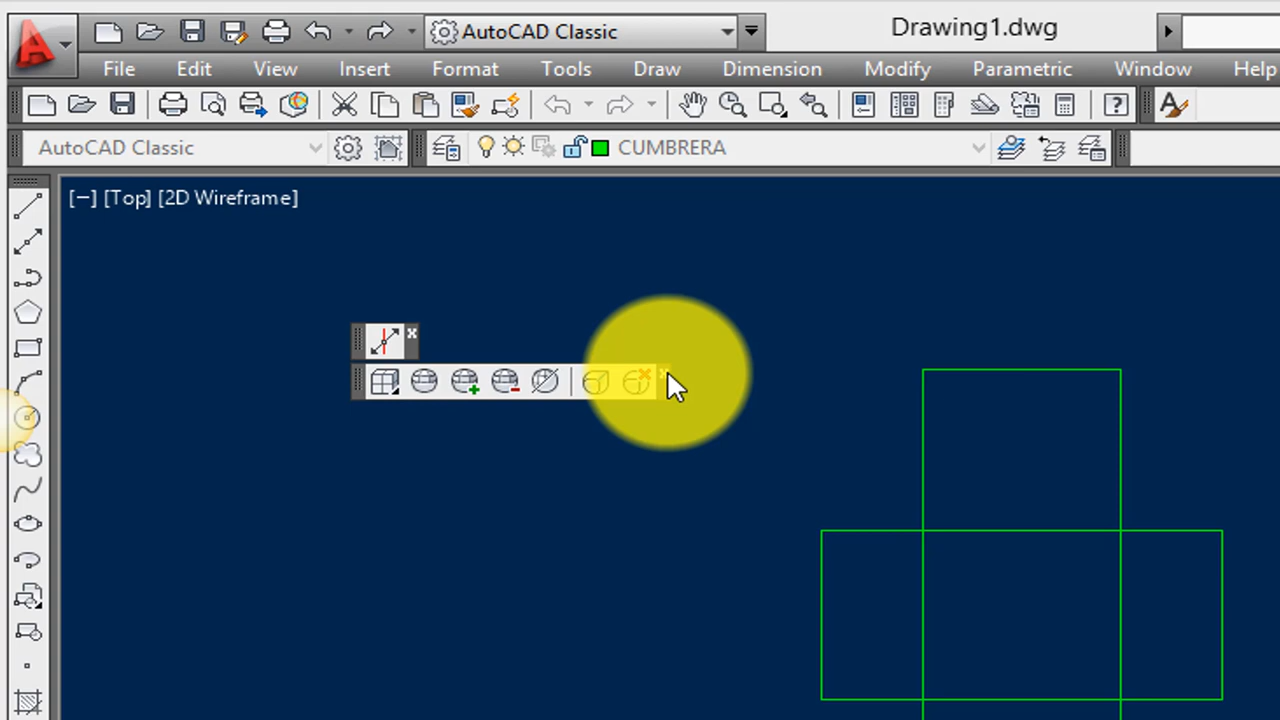 AutoCAD Classic
Drawing1.dwg
File Edit View Insert Format Tools Draw Dimension Modify Parametric Window Help
AutoCAD Classic
CUMBRERA
[−] [Top] [2D Wireframe]